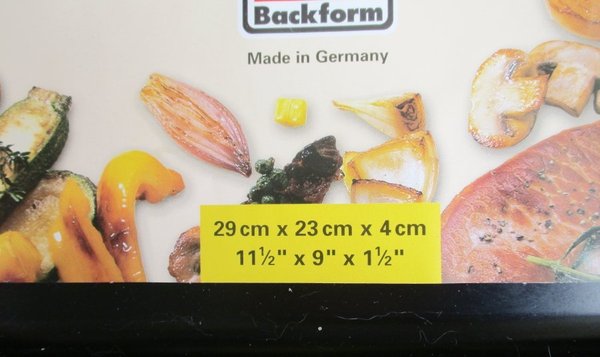 Backform
Made in Germany
29 cm x 23 cm x 4 cm
11½" x 9" x 1½"